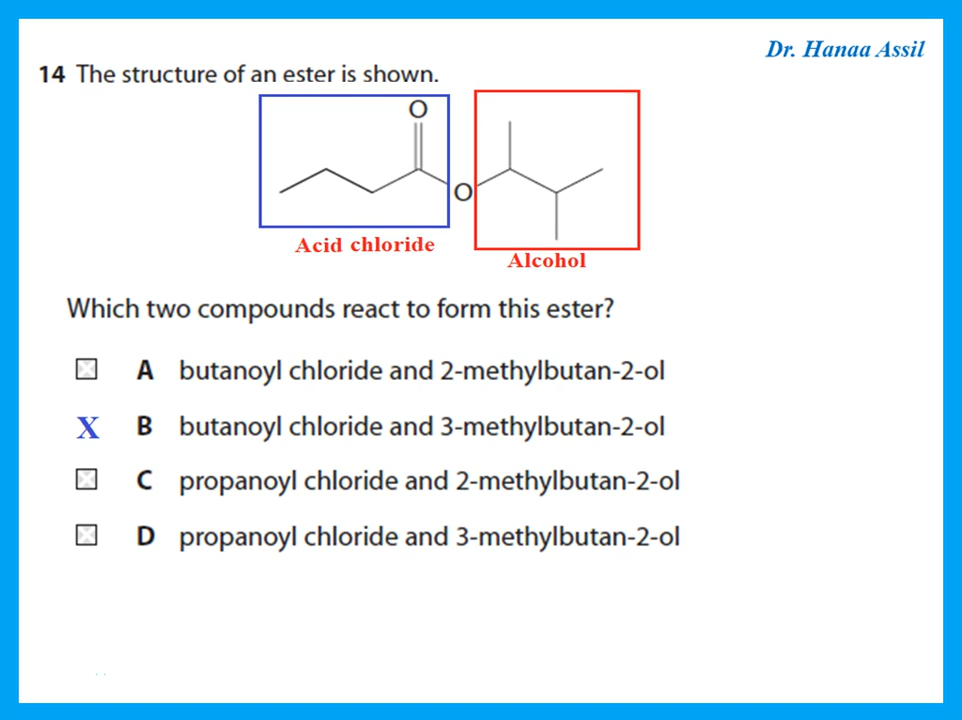 Dr. Hanaa Assil
14 The structure of an ester is shown.
O
O
Acid chloride
Alcohol
Which two compounds react to form this ester?
A butanoyl chloride and 2-methylbutan-2-ol
X B butanoyl chloride and 3-methylbutan-2-ol
C propanoyl chloride and 2-methylbutan-2-ol
D propanoyl chloride and 3-methylbutan-2-ol